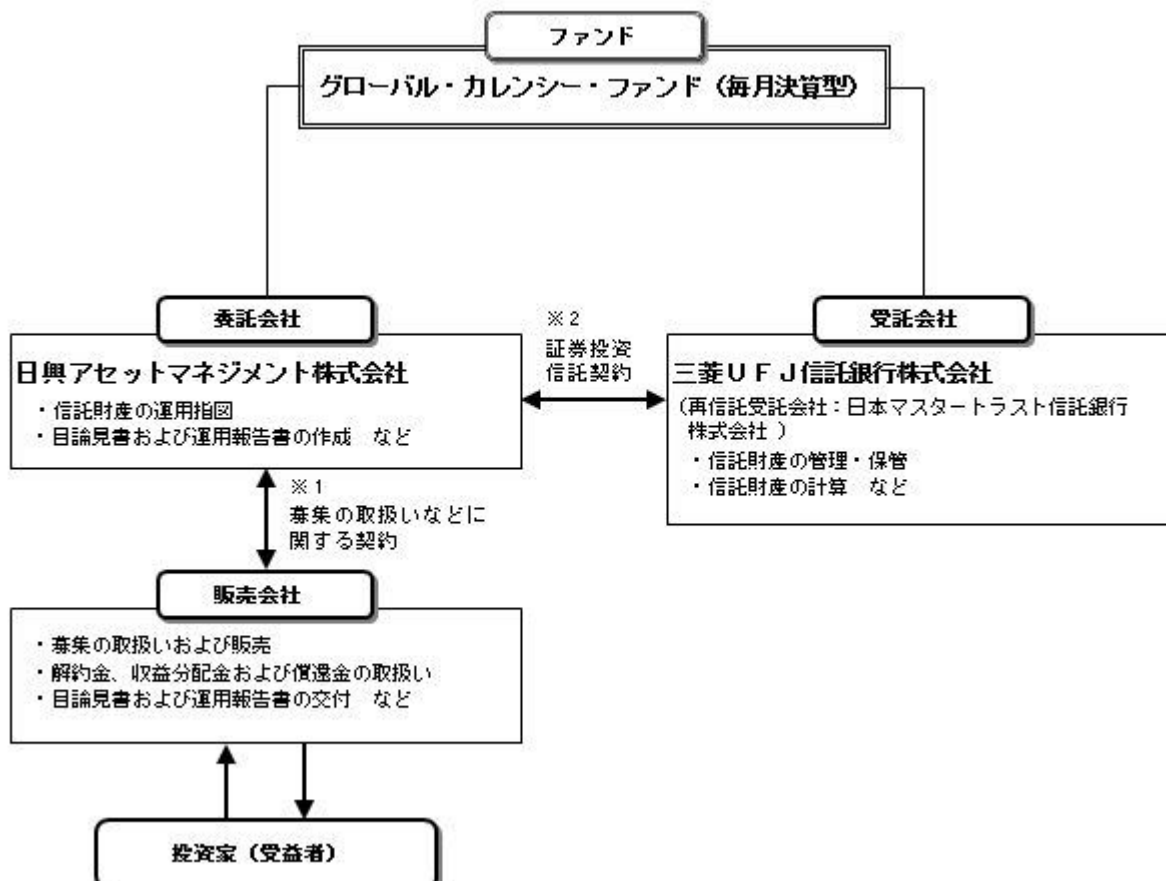 ファンド
グローバル・カレンシー・ファンド（毎月決算型）
委託会社
日興アセットマネジメント株式会社
・信託財産の運用指図
・目論見書および運用報告書の作成　など
※２
証券投資
信託契約
受託会社
三菱ＵＦＪ信託銀行株式会社
（再信託受託会社：日本マスタートラスト信託銀行
株式会社 ）
・信託財産の管理・保管
・信託財産の計算　など
※１
募集の取扱いなどに
関する契約
販売会社
・募集の取扱いおよび販売
・解約金、収益分配金および償還金の取扱い
・目論見書および運用報告書の交付　など
投資家（受益者）